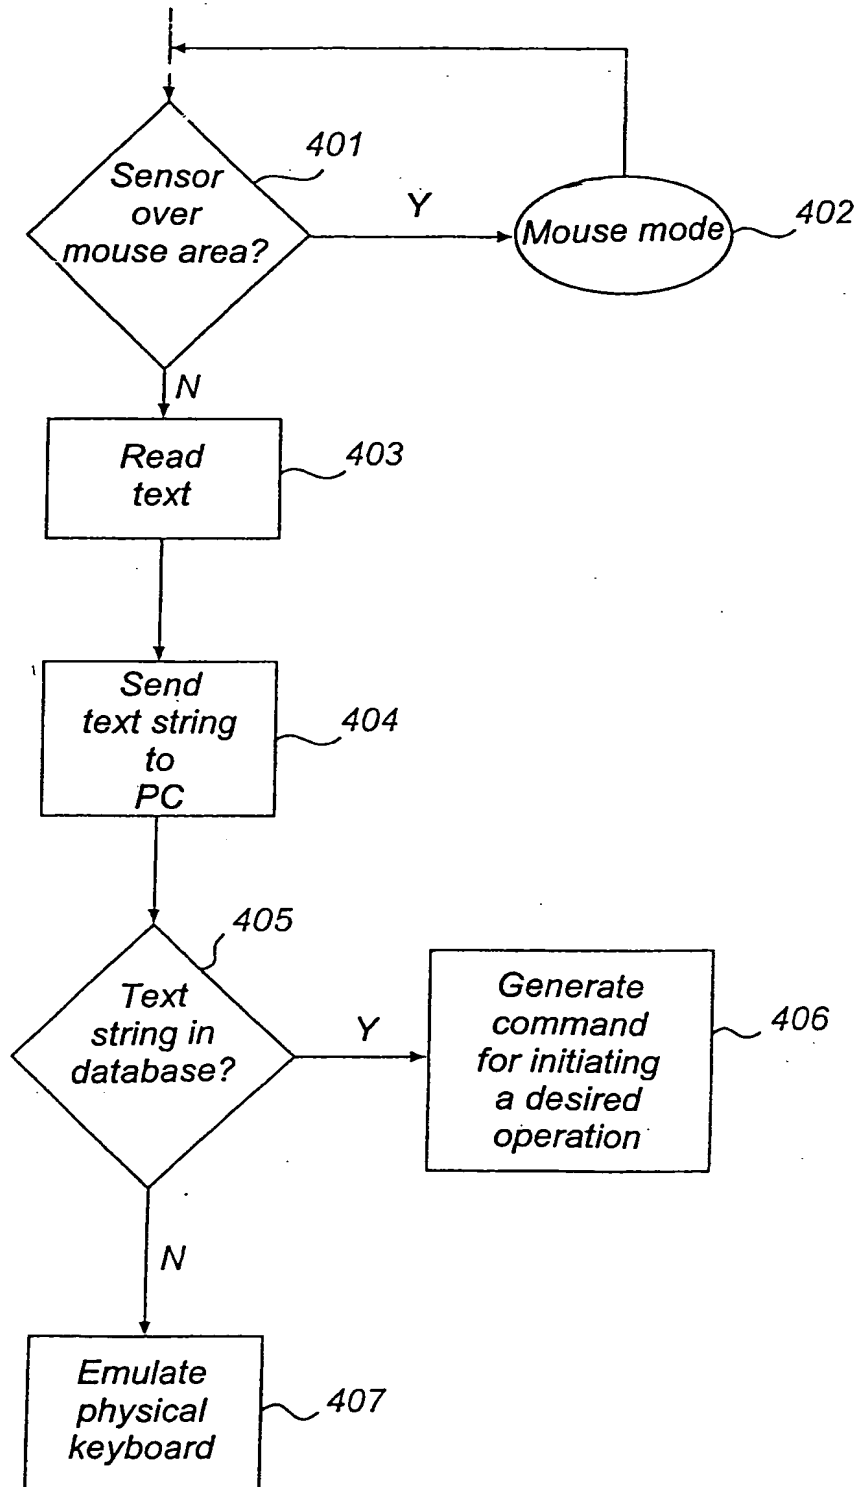 401
Sensor
over
mouse area?
Y
Mouse mode
402
N
Read
text
403
Send
text string
to
PC
404
405
Text
string in
database?
Y
Generate
command
for initiating
a desired
operation
406
N
Emulate
physical
keyboard
407